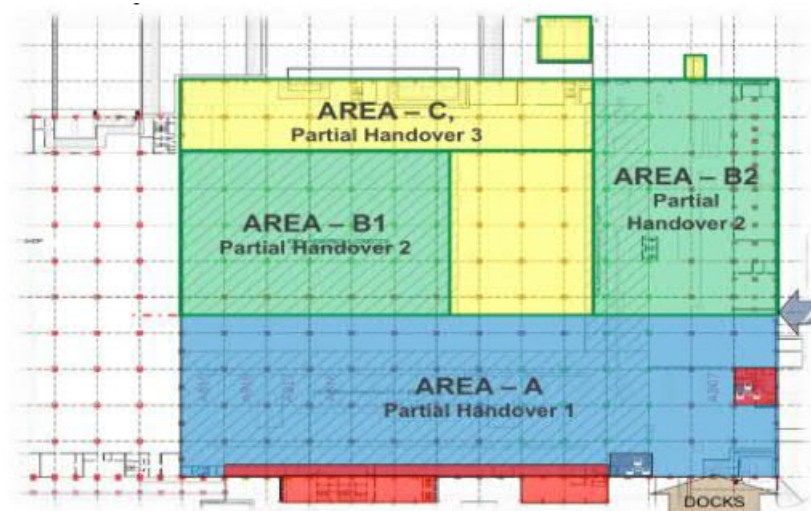 AREA – C,
Partial Handover 3
AREA – B1
Partial Handover 2
AREA – B2
Partial
Handover 2
AREA – A
Partial Handover 1
DOCKS